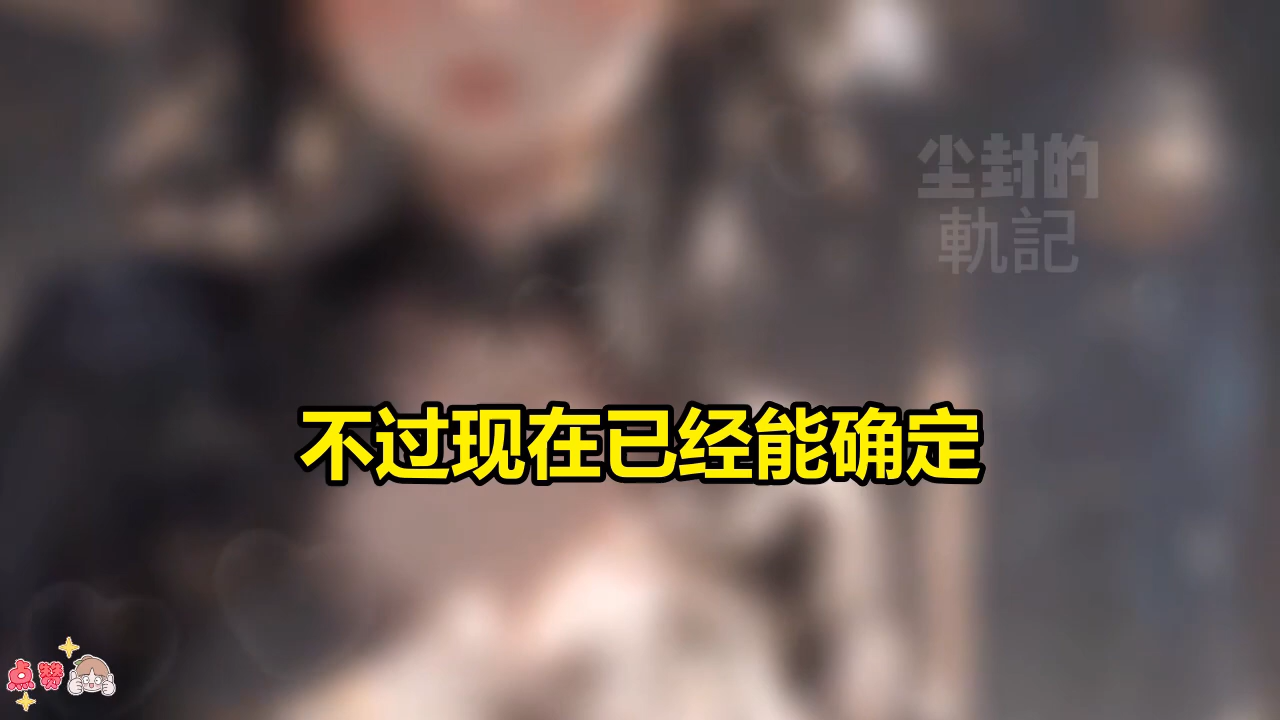 尘封的
軌記
不过现在已经能确定
点赞